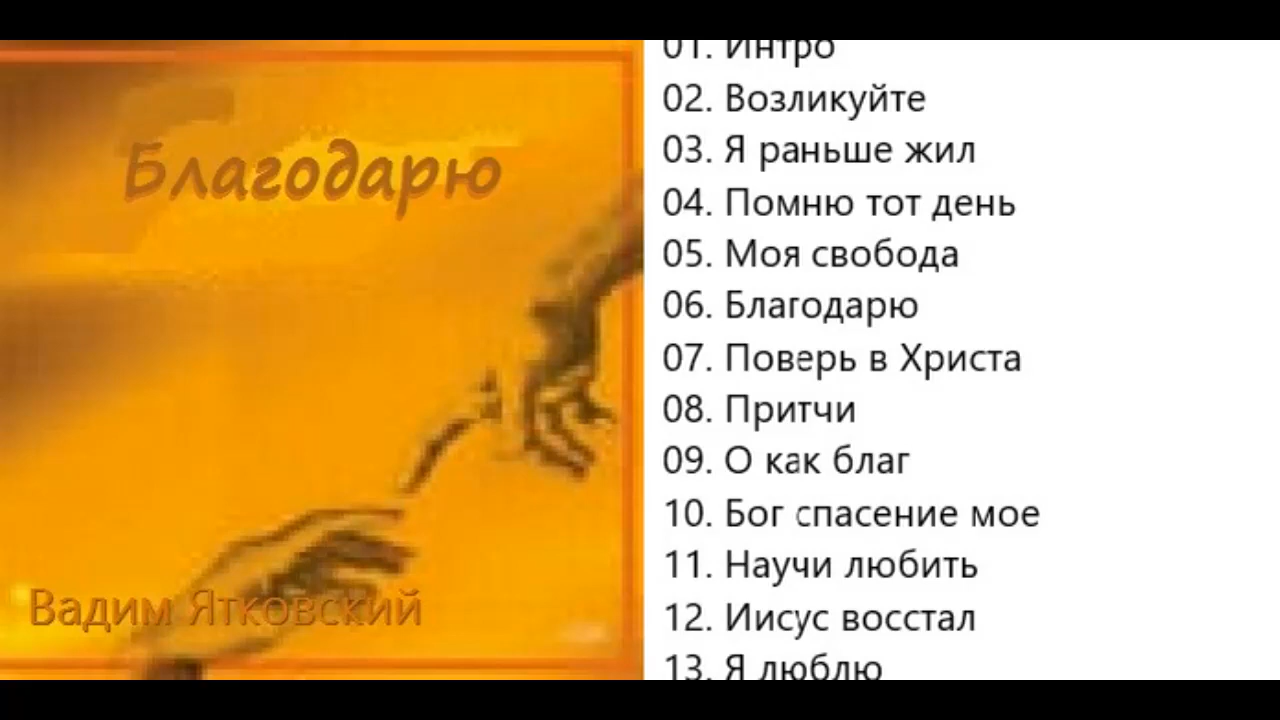 Благодарю
Вадим Ятковский
01. Интро
02. Возликуйте
03. Я раньше жил
04. Помню тот день
05. Моя свобода
06. Благодарю
07. Поверь в Христа
08. Притчи
09. О как благ
10. Бог спасение мое
11. Научи любить
12. Иисус восстал
13. Я люблю